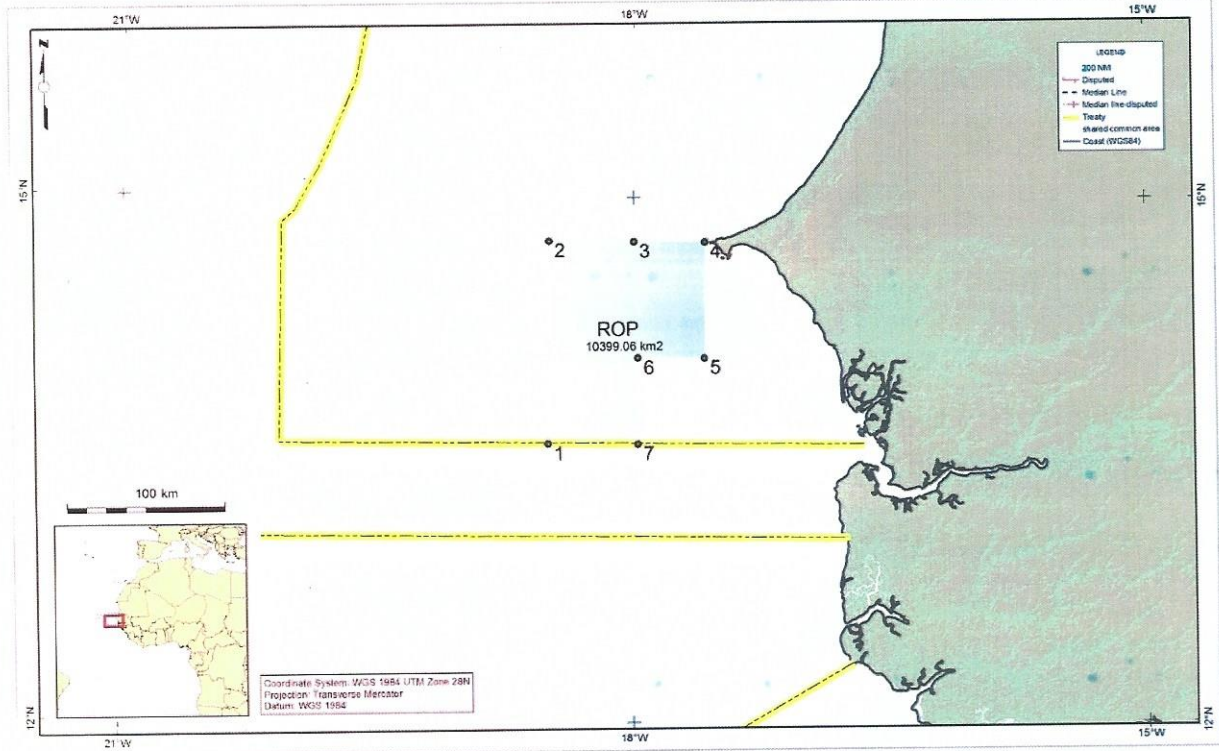 21°W
18°W
15°W
N
LEGEND
200 NM
Disputed
Median Line
Median line-disputed
Treaty
shared common area
Coast (WGS84)
15°N
15°N
2
3
4
ROP
10399.06 km2
6
5
1
7
100 km
Coordinate System: WGS 1984 UTM Zone 28N
Projection: Transverse Mercator
Datum: WGS 1984
12°N
12°N
21°W
18°W
15°W